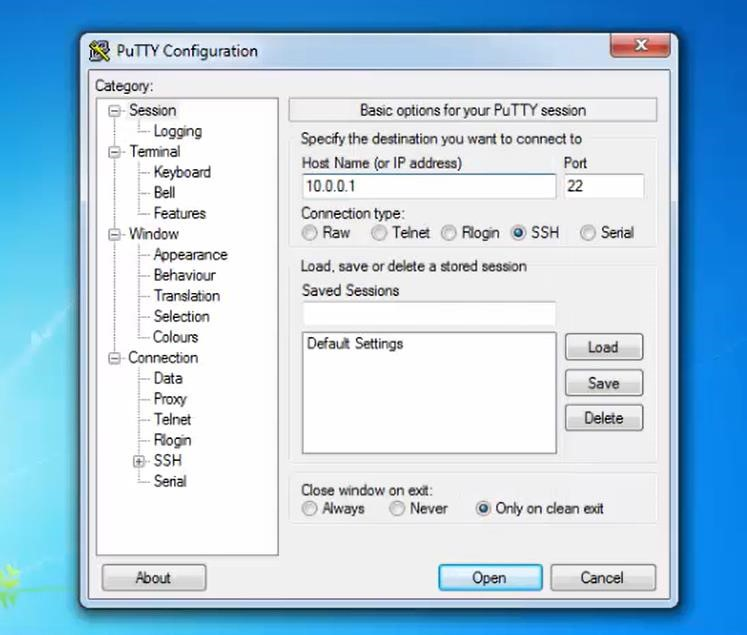 PuTTY Configuration
Category:
Session
Logging
Terminal
Keyboard
Bell
Features
Window
Appearance
Behaviour
Translation
Selection
Colours
Connection
Data
Proxy
Telnet
Rlogin
SSH
Serial
Basic options for your PuTTY session
Specify the destination you want to connect to
Host Name (or IP address) Port
10.0.0.1 22
Connection type:
Raw Telnet Rlogin SSH Serial
Load, save or delete a stored session
Saved Sessions
Default Settings
Load
Save
Delete
Close window on exit:
Always Never Only on clean exit
About Open Cancel